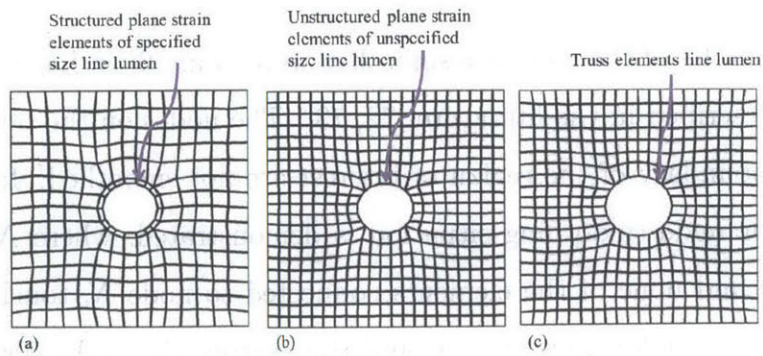 Structured plane strain
elements of specified
size line lumen
Unstructured plane strain
elements of unspecified
size line lumen
Truss elements line lumen
(a)
(b)
(c)